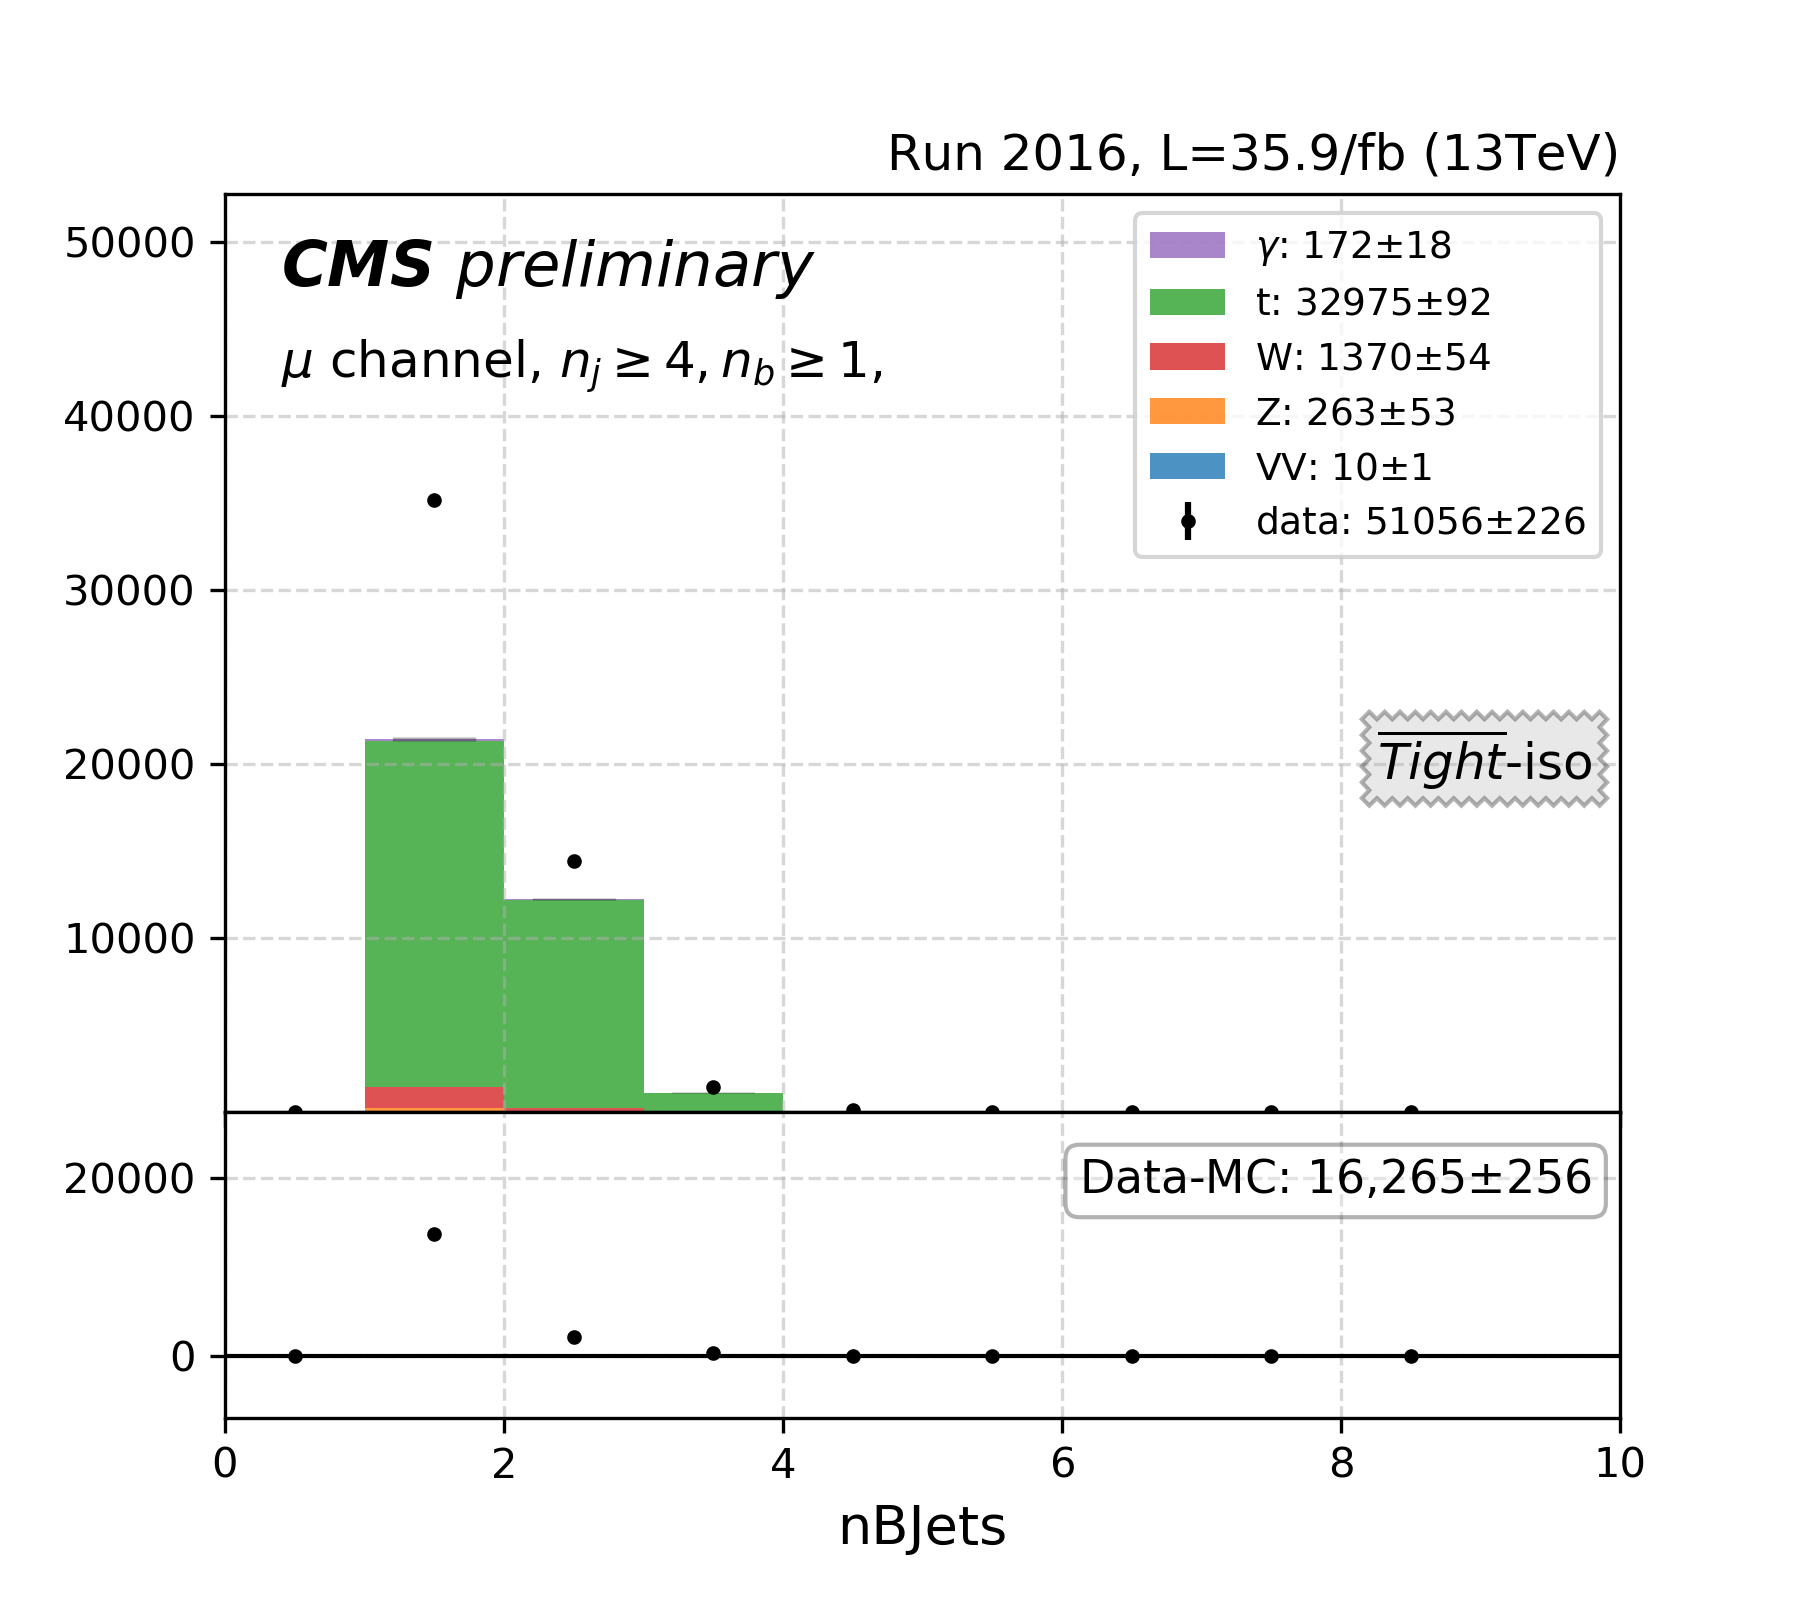 Run 2016, L=35.9/fb (13TeV)
CMS preliminary
μ channel, n_j ≥ 4, n_b ≥ 1,
γ: 172±18
t: 32975±92
W: 1370±54
Z: 263±53
VV: 10±1
data: 51056±226
50000
40000
30000
20000
10000
T̅i̅g̅h̅t̅-iso
Data-MC: 16,265±256
20000
0
0 2 4 6 8 10
nBJets